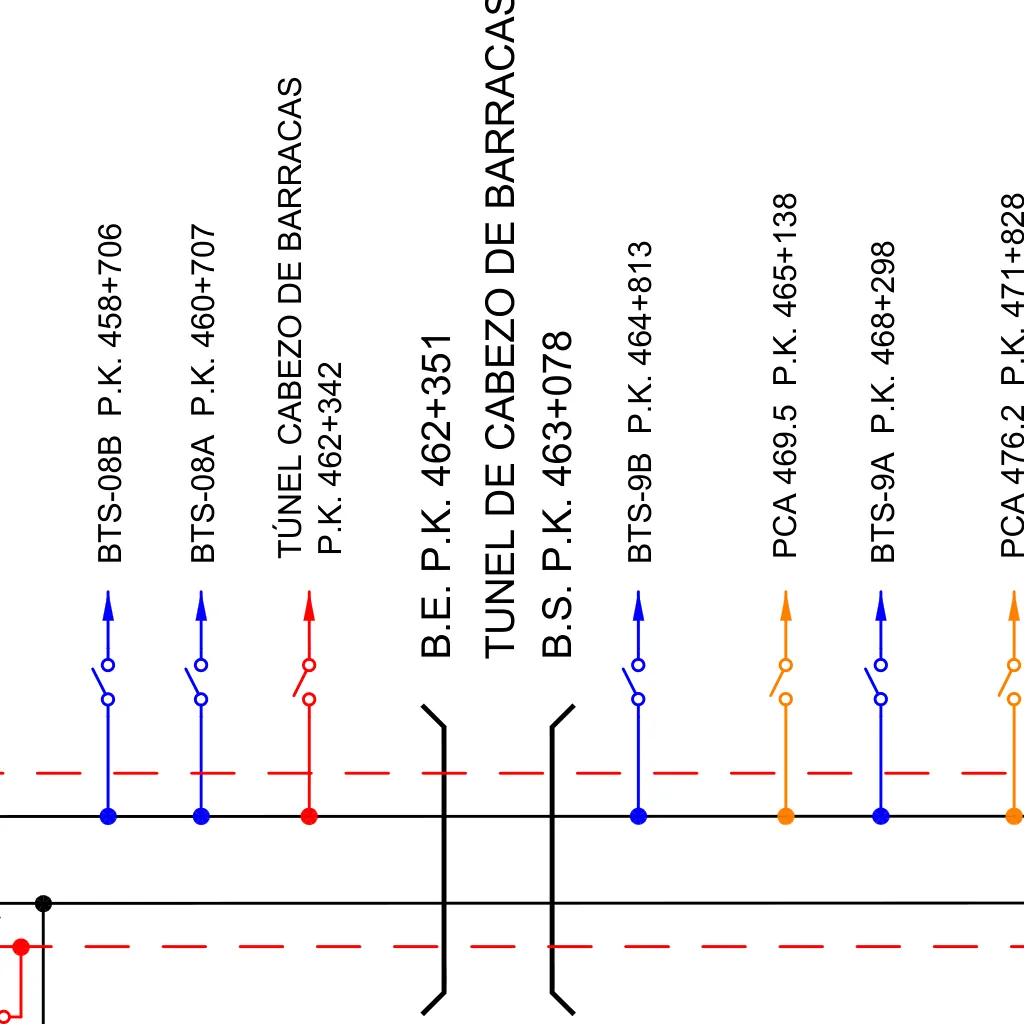 BTS-08B P.K. 458+706
BTS-08A P.K. 460+707
TÚNEL CABEZO DE BARRACAS
P.K. 462+342
B.E. P.K. 462+351
TUNEL DE CABEZO DE BARRACAS
B.S. P.K. 463+078
BTS-9B P.K. 464+813
PCA 469.5 P.K. 465+138
BTS-9A P.K. 468+298
PCA 476.2 P.K. 471+828